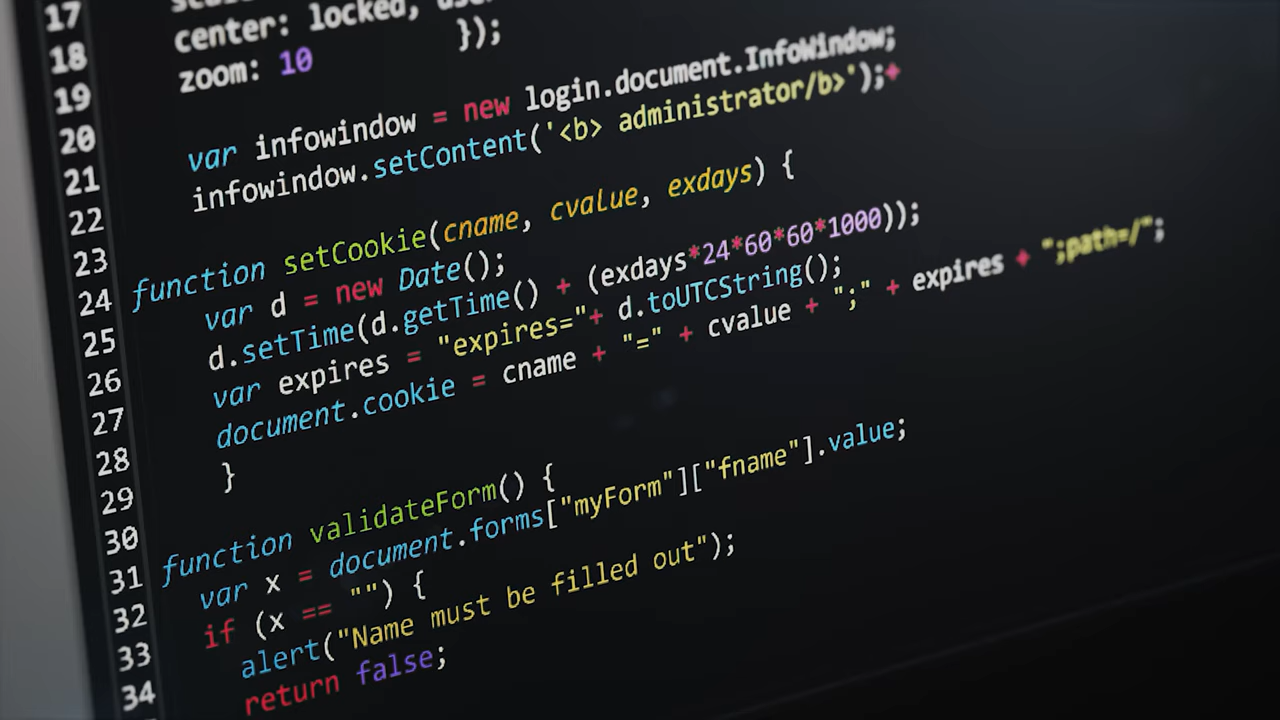 17
18 center: locked,
19 zoom: 10 });
20
21 var infowindow = new login.document.InfoWindow;
22 infowindow.setContent('<b> administrator/b>');+
23
24 function setCookie(cname, cvalue, exdays) {
25 var d = new Date();
26 d.setTime(d.getTime() + (exdays*24*60*60*1000));
27 var expires = "expires="+ d.toUTCString();
28 document.cookie = cname + "=" + cvalue + ";" + expires + ";path=/";
29 }
30
31 function validateForm() {
32 var x = document.forms["myForm"]["fname"].value;
33 if (x == "") {
34 alert("Name must be filled out");
return false;